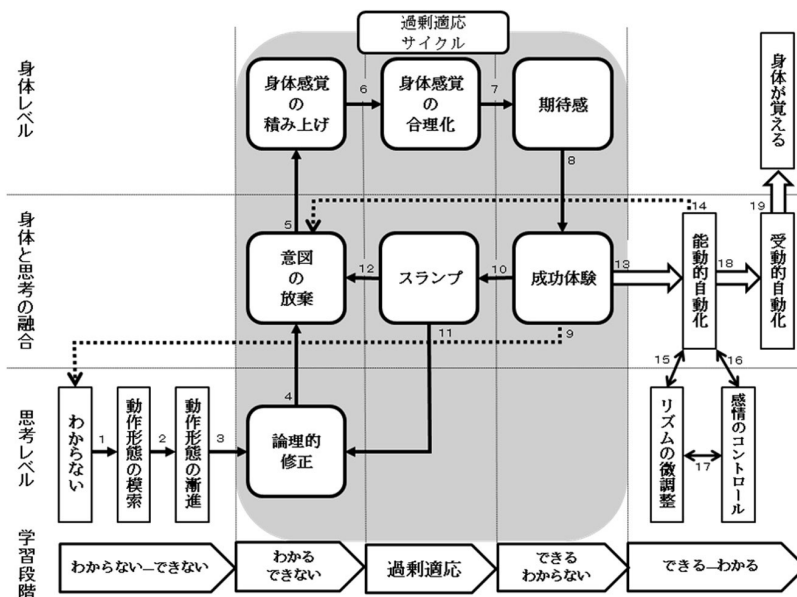 過剰適応
サイクル
身体レベル
身体感覚
の
積み上げ
6
身体感覚
の
合理化
7
期待感
身体が覚える
8
5
14
19
身体と思考の融合
意図
の
放棄
12
スランプ
10
成功体験
13
能動的自動化
18
受動的自動化
11
9
15
16
4
思考レベル
わからない
1
動作形態の模索
2
動作形態の漸進
3
論理的
修正
リズムの微調整
17
感情のコントロール
学習段階
わからない―できない
わかる
できない
過剰適応
できる
わからない
できる―わかる